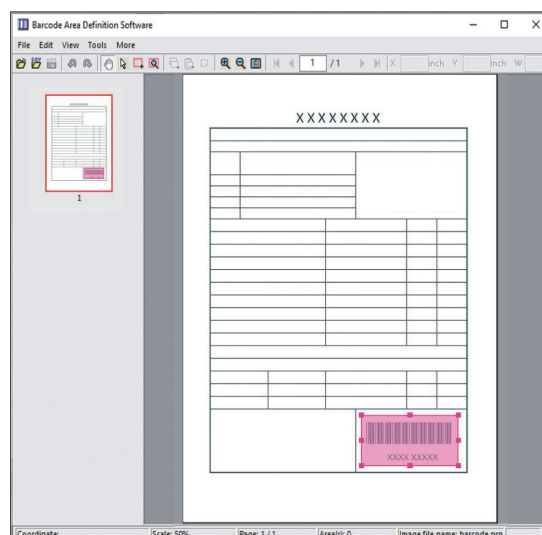 Barcode Area Definition Software
File Edit View Tools More
1 / 1 X inch Y inch W
XXXXXXXX
1
XXXX XXXXX
Coordinate: Scale: 50% Page: 1 / 1 Area(s): 0 Image file name: barcode.prn